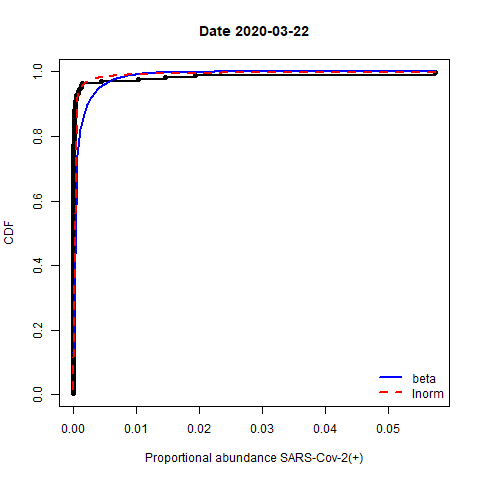 Date 2020-03-22
CDF
1.0
0.8
0.6
0.4
0.2
0.0
beta
lnorm
0.00 0.01 0.02 0.03 0.04 0.05
Proportional abundance SARS-Cov-2(+)